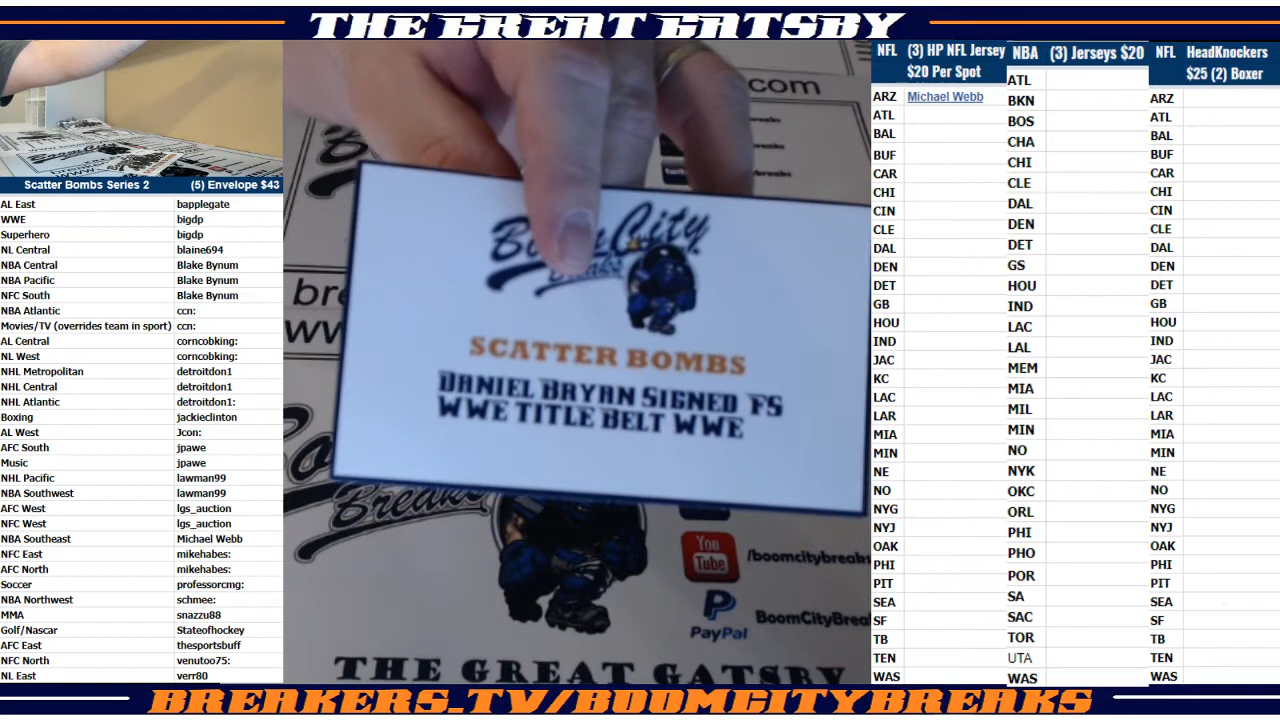 THE GREAT GATSBY
Scatter Bombs Series 2 (5) Envelope $43
AL East bapplegate
WWE bigdp
Superhero bigdp
NL Central blaine694
NBA Central Blake Bynum
NBA Pacific Blake Bynum
NFC South Blake Bynum
NBA Atlantic ccn:
Movies/TV (overrides team in sport) ccn:
AL Central corncobking:
NL West corncobking:
NHL Metropolitan detroitdon1
NHL Central detroitdon1
NHL Atlantic detroitdon1:
Boxing jackieclinton
AL West Jcon:
AFC South jpawe
Music jpawe
NHL Pacific lawman99
NBA Southwest lawman99
AFC West lgs_auction
NFC West lgs_auction
NBA Southeast Michael Webb
NFC East mikehabes:
AFC North mikehabes:
Soccer professorcmg:
NBA Northwest schmee:
MMA snazzu88
Golf/Nascar Stateofhockey
AFC East thesportsbuff
NFC North venutoo75:
NL East verr80
.com
Boom City
Breaks
SCATTER BOMBS
DANIEL BRYAN SIGNED FS
WWE TITLE BELT WWE
Breaks
You
Tube
/boomcitybreaks
PayPal
BoomCityBrea
THE GREAT GATSBY
NFL (3) HP NFL Jersey
$20 Per Spot
ARZ Michael Webb
ATL
BAL
BUF
CAR
CHI
CIN
CLE
DAL
DEN
DET
GB
HOU
IND
JAC
KC
LAC
LAR
MIA
MIN
NE
NO
NYG
NYJ
OAK
PHI
PIT
SEA
SF
TB
TEN
WAS
NBA (3) Jerseys $20
ATL
BKN
BOS
CHA
CHI
CLE
DAL
DEN
DET
GS
HOU
IND
LAC
LAL
MEM
MIA
MIL
MIN
NO
NYK
OKC
ORL
PHI
PHO
POR
SA
SAC
TOR
UTA
WAS
NFL HeadKnockers
$25 (2) Boxer
ARZ
ATL
BAL
BUF
CAR
CHI
CIN
CLE
DAL
DEN
DET
GB
HOU
IND
JAC
KC
LAC
LAR
MIA
MIN
NE
NO
NYG
NYJ
OAK
PHI
PIT
SEA
SF
TB
TEN
WAS
BREAKERS.TV/BOOMCITYBREAKS